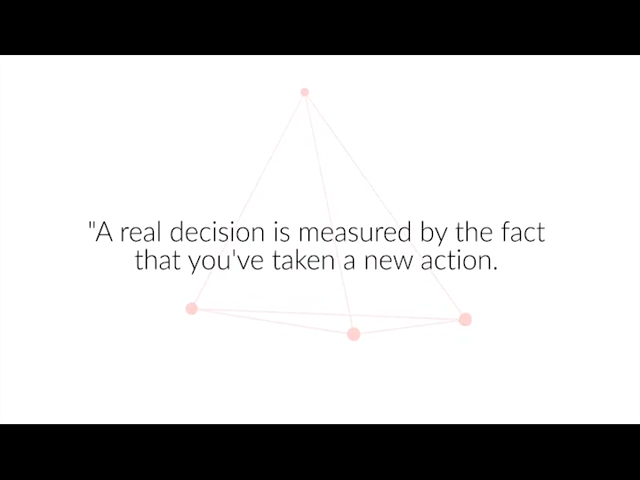 "A real decision is measured by the fact
that you've taken a new action.